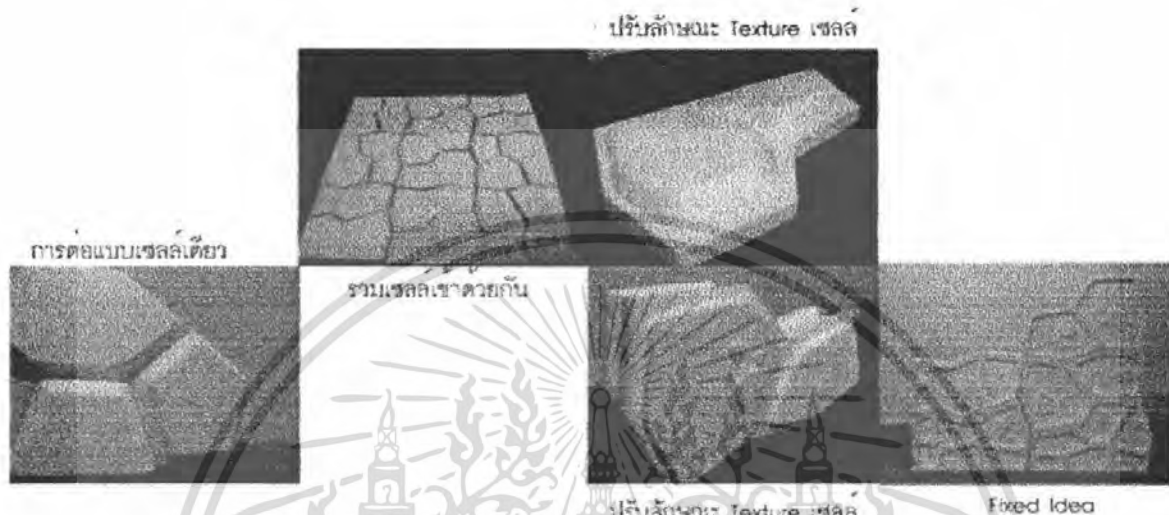 ปรับลักษณะ Texture เซลล์
การต่อแบบเซลล์เดียว
รวมเซลล์เข้าด้วยกัน
ปรับลักษณะ Texture เซลล์
Fixed Idea